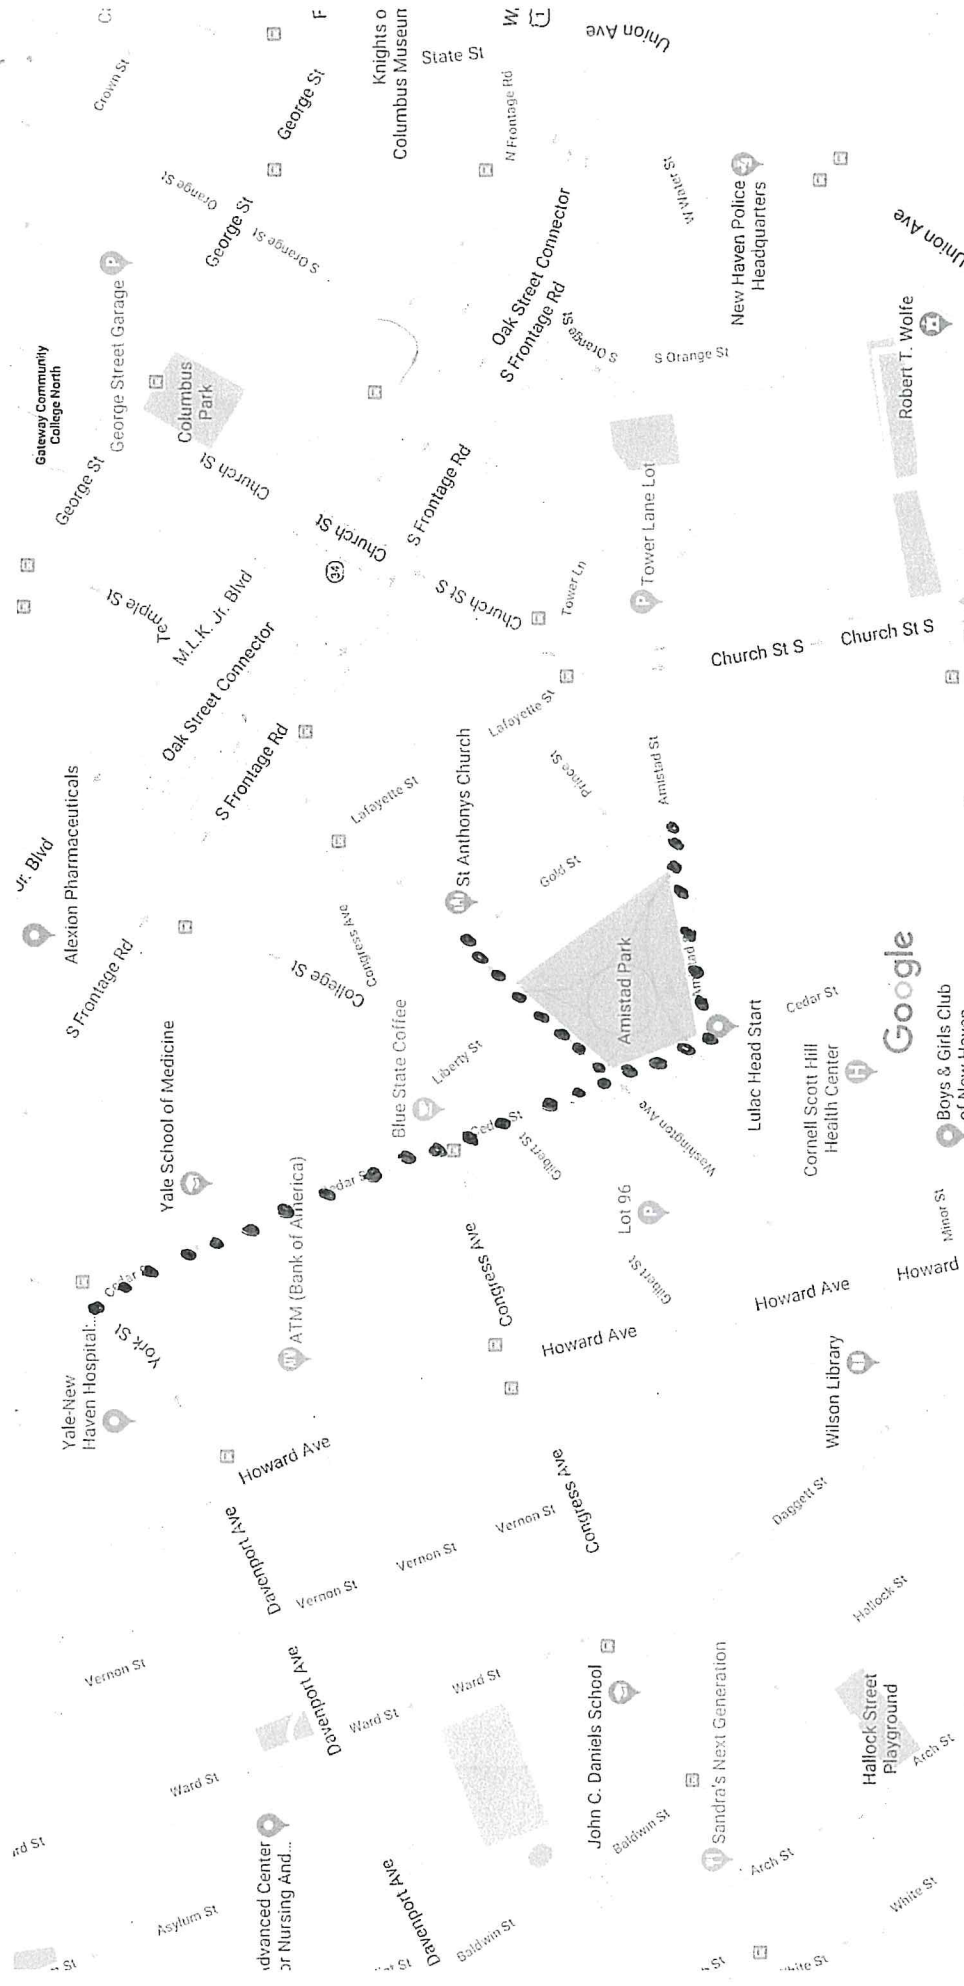 Yale-New
Haven Hospital:...
Alexion Pharmaceuticals
Jr. Blvd
Gateway Community
College North
George St
George Street Garage
Crown St
Vernon St
York St
S Frontage Rd
Temple St
Asylum St
Ward St
Yale School of Medicine
M.L.K. Jr. Blvd
Oak Street Connector
Columbus
Park
Orange St
Davenport Ave
Howard Ave
S Frontage Rd
Church St
George St
S Orange St
George St
Vernon St
ATM (Bank of America)
Davenport Ave
Ward St
College St
Congress Ave
Lafayette St
Church St
34
Knights o
Columbus Museum
Vernon St
Blue State Coffee
S Frontage Rd
State St
Davenport Ave
Baldwin St
Ward St
Congress Ave
Liberty St
St Anthonys Church
Church St S
Vernon St
Cedar St
Lafayette St
Oak Street Connector
S Frontage Rd
N Frontage Rd
1
Congress Ave
Howard Ave
Gilbert St
Gold St
Prince St
Tower Ln
S Orange St
Union Ave
John C. Daniels School
Baldwin St
Gilbert St
Lot 96
Washington Ave
Amistad Park
Amistad St
Tower Lane Lot
S Orange St
W Water St
Sandra's Next Generation
Church St S
New Haven Police
Headquarters
Arch St
Daggett St
Howard Ave
Lulac Head Start
Cedar St
Wilson Library
Cornell Scott Hill
Health Center
Church St S
Hallock Street
Playground
Hallock St
Google
Robert T. Wolfe
Union Ave
White St
Arch St
Howard
Minor St
Boys & Girls Club
of New Haven
White St